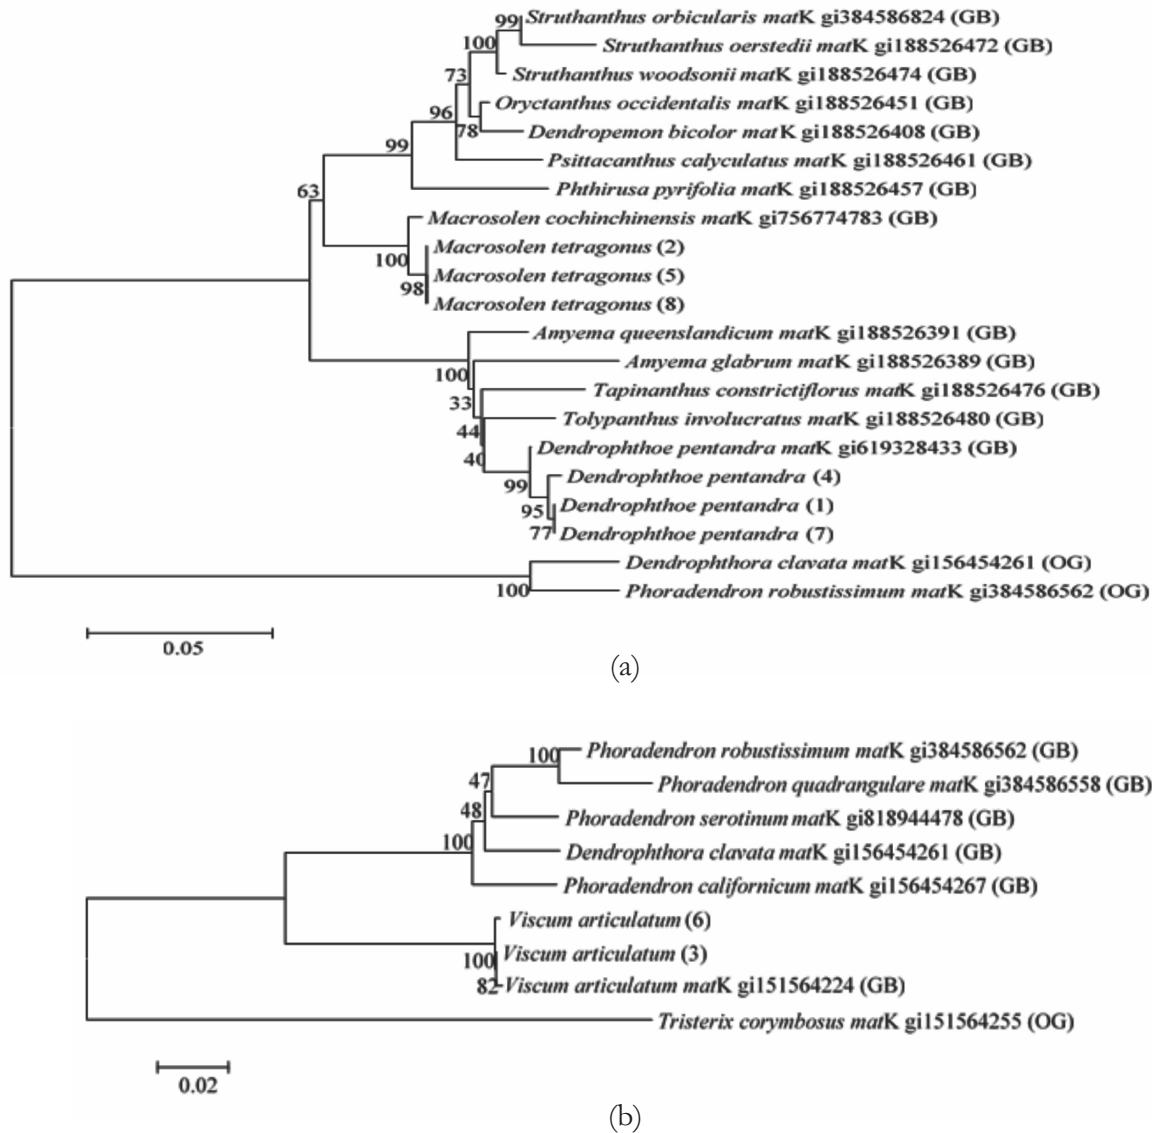 99
Struthanthus orbicularis matK gi384586824 (GB)
100
Struthanthus oerstedii matK gi188526472 (GB)
73
Struthanthus woodsonii matK gi188526474 (GB)
96
Oryctanthus occidentalis matK gi188526451 (GB)
78
Dendropemon bicolor matK gi188526408 (GB)
99
Psittacanthus calyculatus matK gi188526461 (GB)
63
Phthirusa pyrifolia matK gi188526457 (GB)
Macrosolen cochinchinensis matK gi756774783 (GB)
Macrosolen tetragonus (2)
100
Macrosolen tetragonus (5)
98
Macrosolen tetragonus (8)
Amyema queenslandicum matK gi188526391 (GB)
Amyema glabrum matK gi188526389 (GB)
100
Tapinanthus constrictiflorus matK gi188526476 (GB)
33
Tolypanthus involucratus matK gi188526480 (GB)
44
Dendrophthoe pentandra matK gi619328433 (GB)
40
Dendrophthoe pentandra (4)
99
Dendrophthoe pentandra (1)
95
Dendrophthoe pentandra (7)
77
Dendrophthora clavata matK gi156454261 (OG)
100
Phoradendron robustissimum matK gi384586562 (OG)
0.05
(a)
100
Phoradendron robustissimum matK gi384586562 (GB)
47
Phoradendron quadrangulare matK gi384586558 (GB)
48
Phoradendron serotinum matK gi818944478 (GB)
100
Dendrophthora clavata matK gi156454261 (GB)
Phoradendron californicum matK gi156454267 (GB)
Viscum articulatum (6)
Viscum articulatum (3)
100
82
Viscum articulatum matK gi151564224 (GB)
Tristerix corymbosus matK gi151564255 (OG)
0.02
(b)